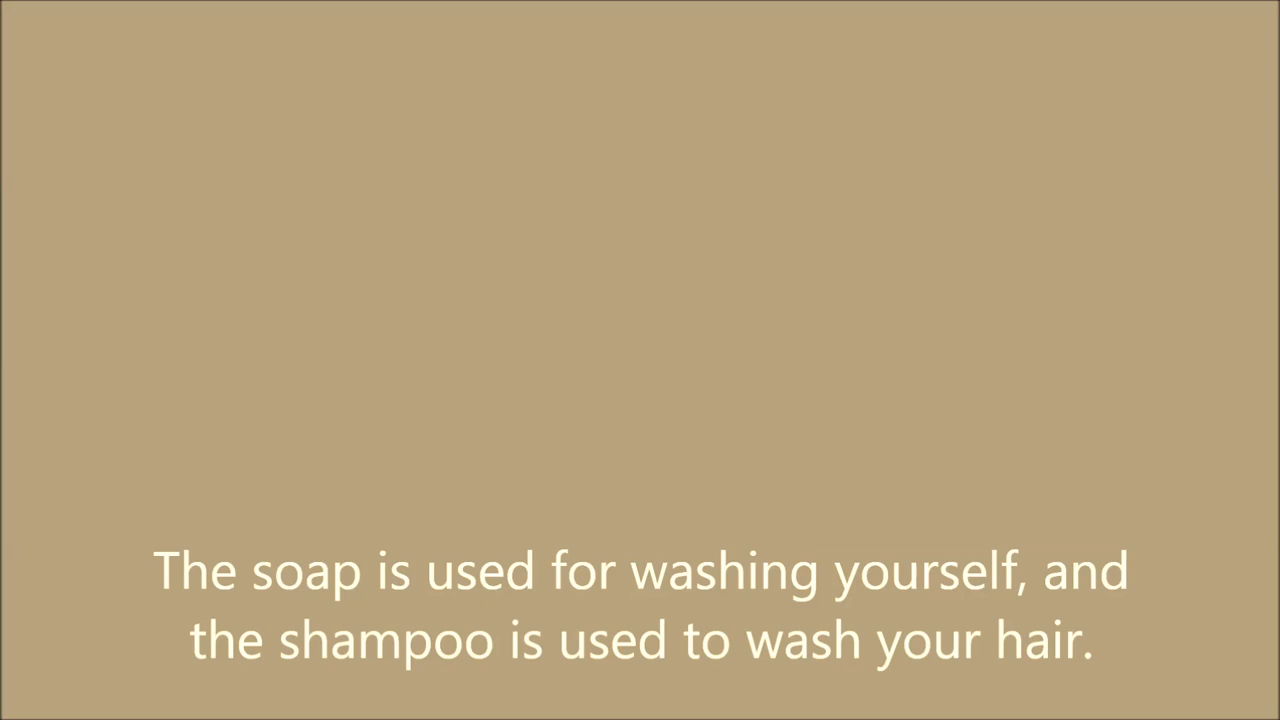 The soap is used for washing yourself, and
the shampoo is used to wash your hair.